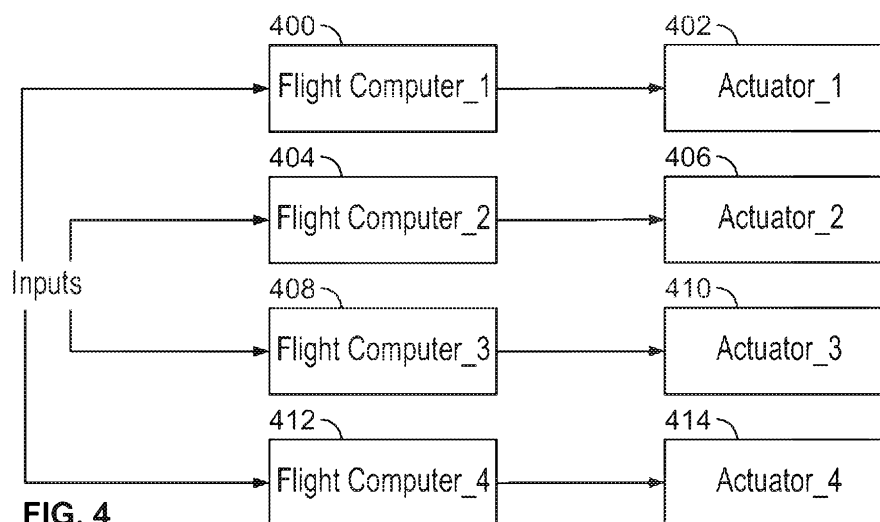 400
402
Flight Computer_1
Actuator_1
404
406
Flight Computer_2
Actuator_2
Inputs
408
410
Flight Computer_3
Actuator_3
412
414
Flight Computer_4
Actuator_4
FIG. 4